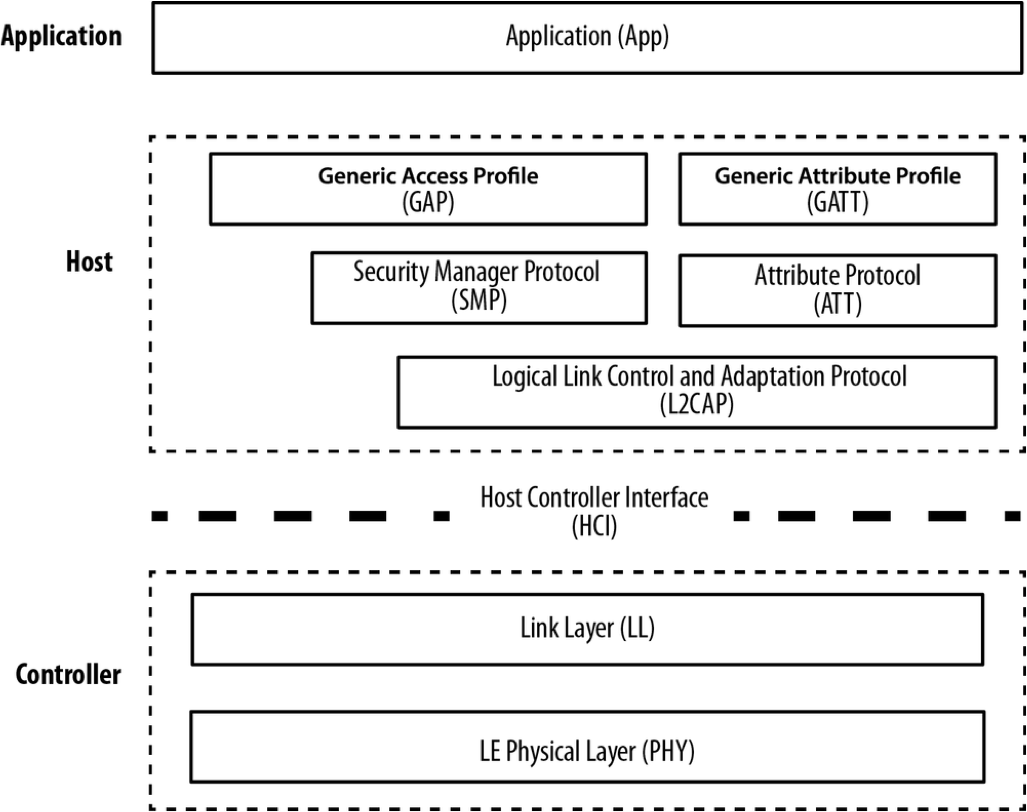 Application
Application (App)
Generic Access Profile
(GAP)
Generic Attribute Profile
(GATT)
Host
Security Manager Protocol
(SMP)
Attribute Protocol
(ATT)
Logical Link Control and Adaptation Protocol
(L2CAP)
Host Controller Interface
(HCI)
Link Layer (LL)
Controller
LE Physical Layer (PHY)